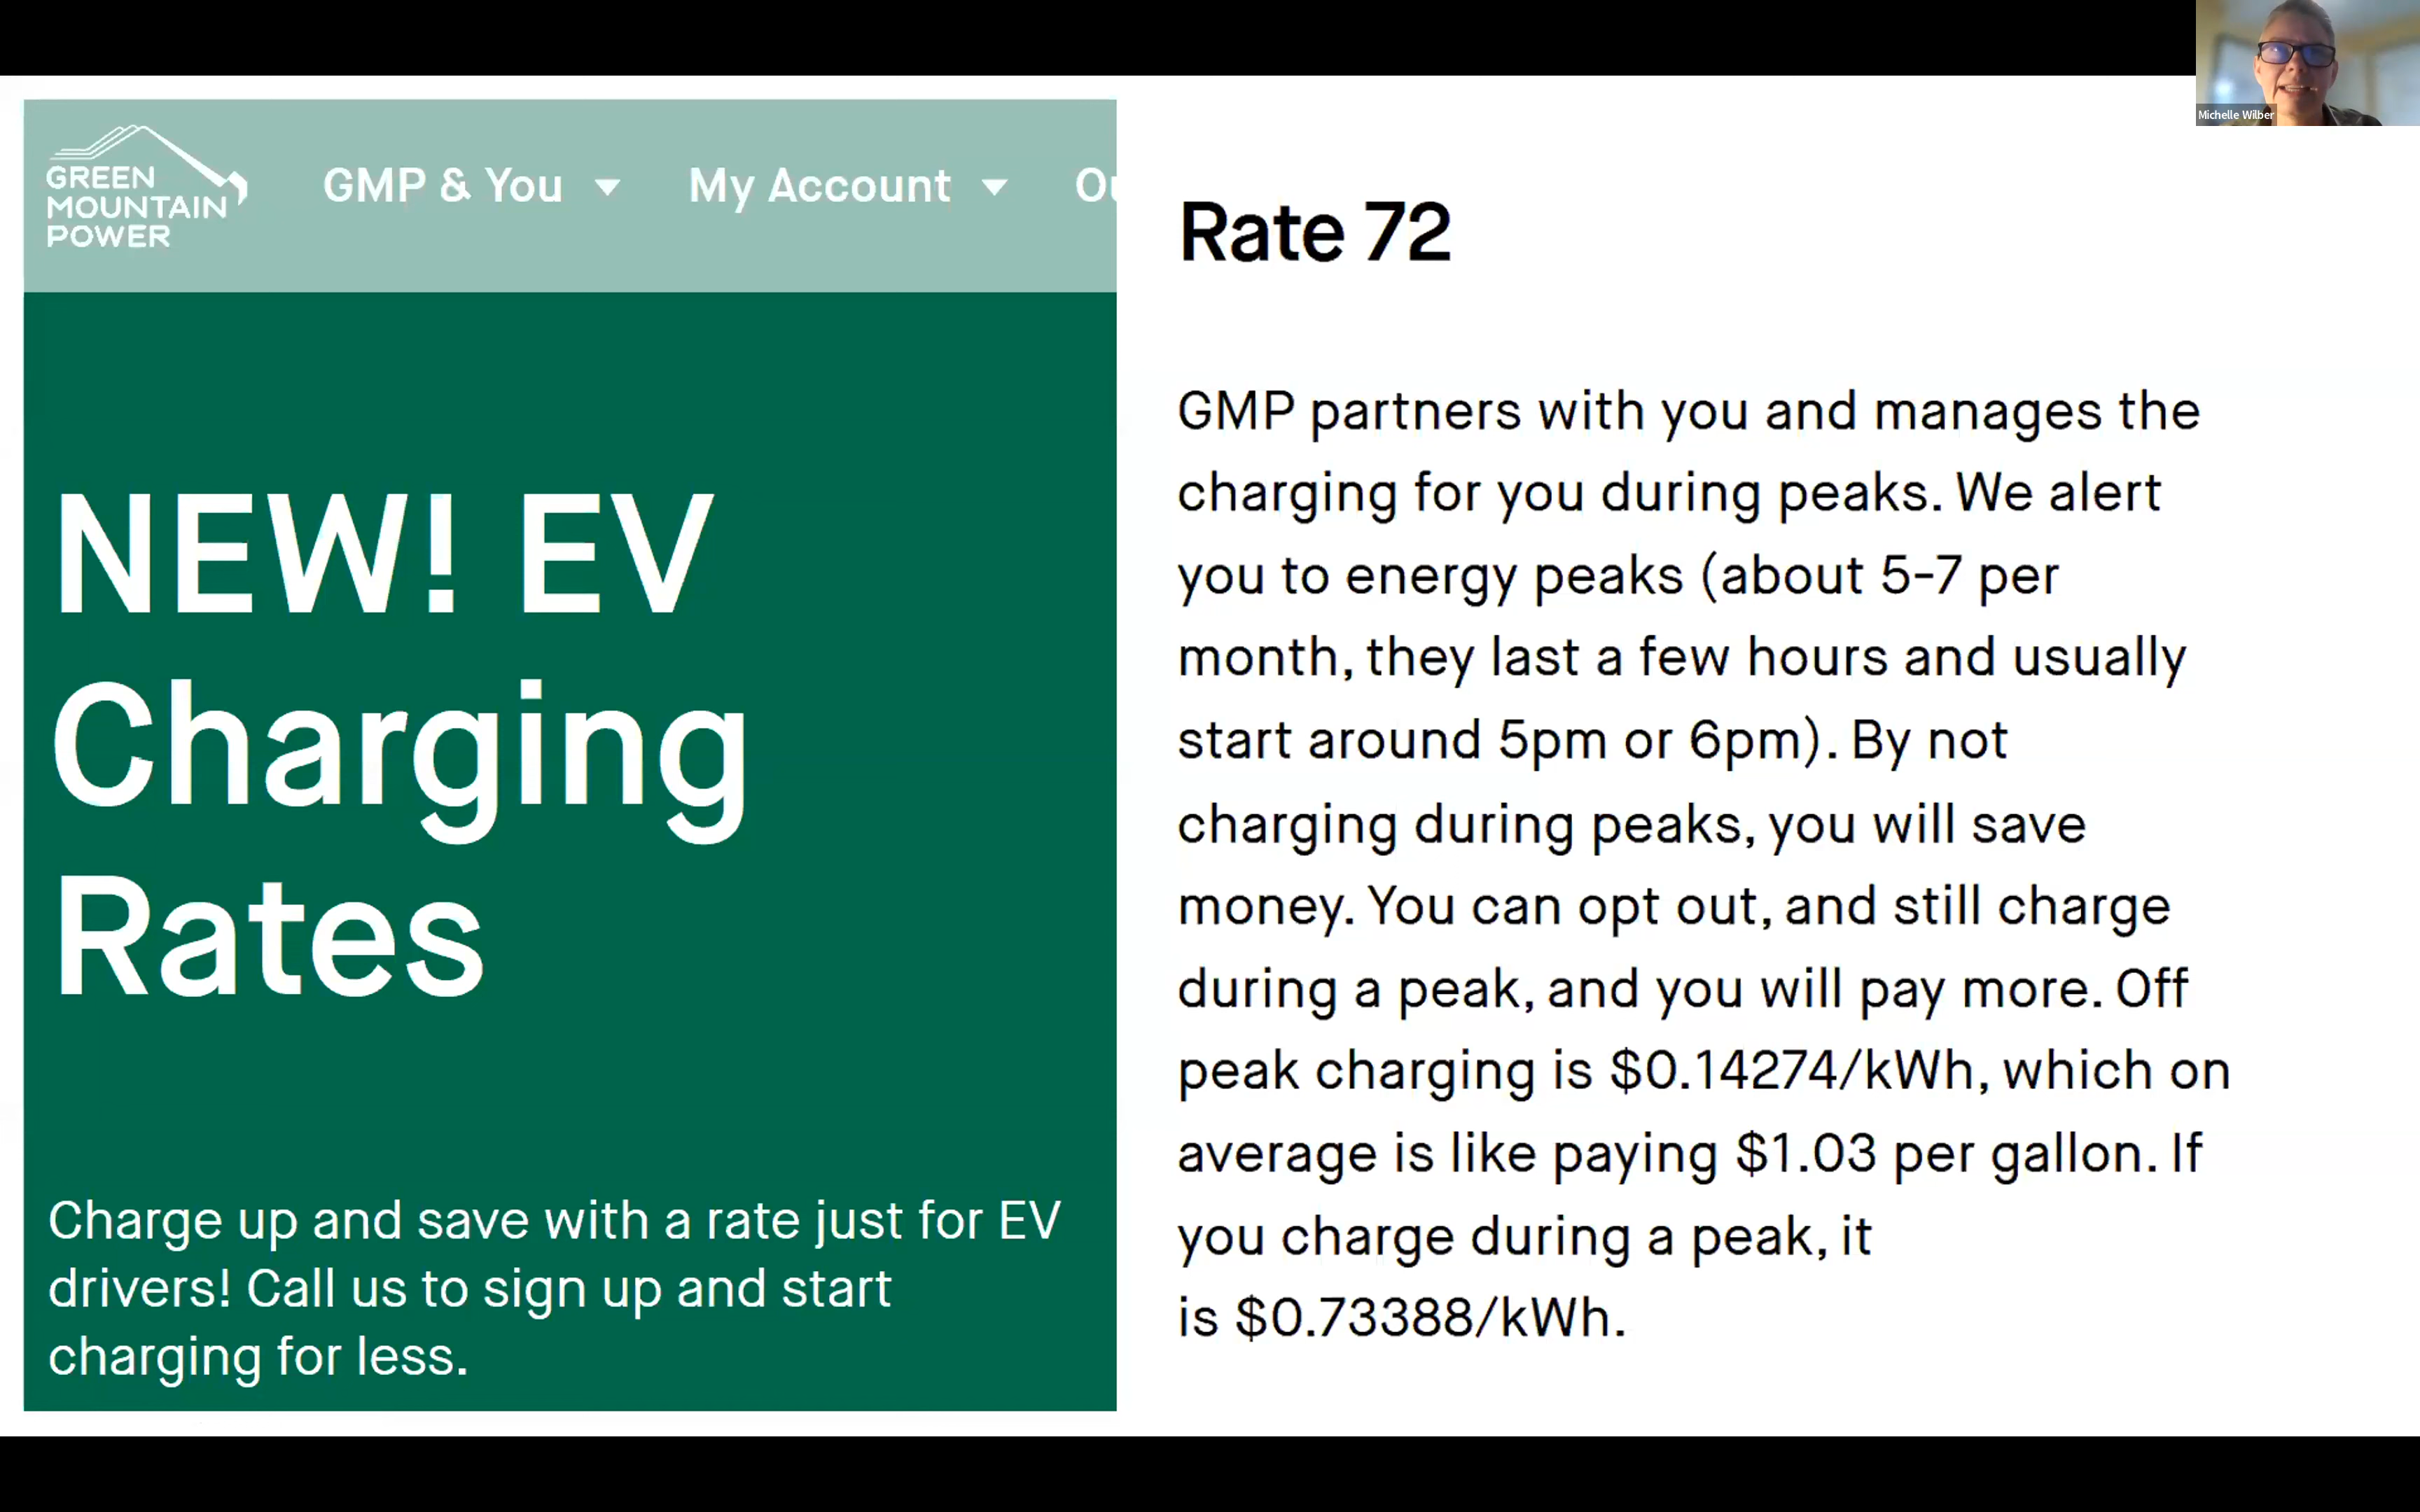 Michelle Wilber
GREEN
MOUNTAIN
POWER
GMP & You
My Account
NEW! EV
Charging
Rates
Charge up and save with a rate just for EV
drivers! Call us to sign up and start
charging for less.
Rate 72
GMP partners with you and manages the
charging for you during peaks. We alert
you to energy peaks (about 5-7 per
month, they last a few hours and usually
start around 5pm or 6pm). By not
charging during peaks, you will save
money. You can opt out, and still charge
during a peak, and you will pay more. Off
peak charging is $0.14274/kWh, which on
average is like paying $1.03 per gallon. If
you charge during a peak, it
is $0.73388/kWh.